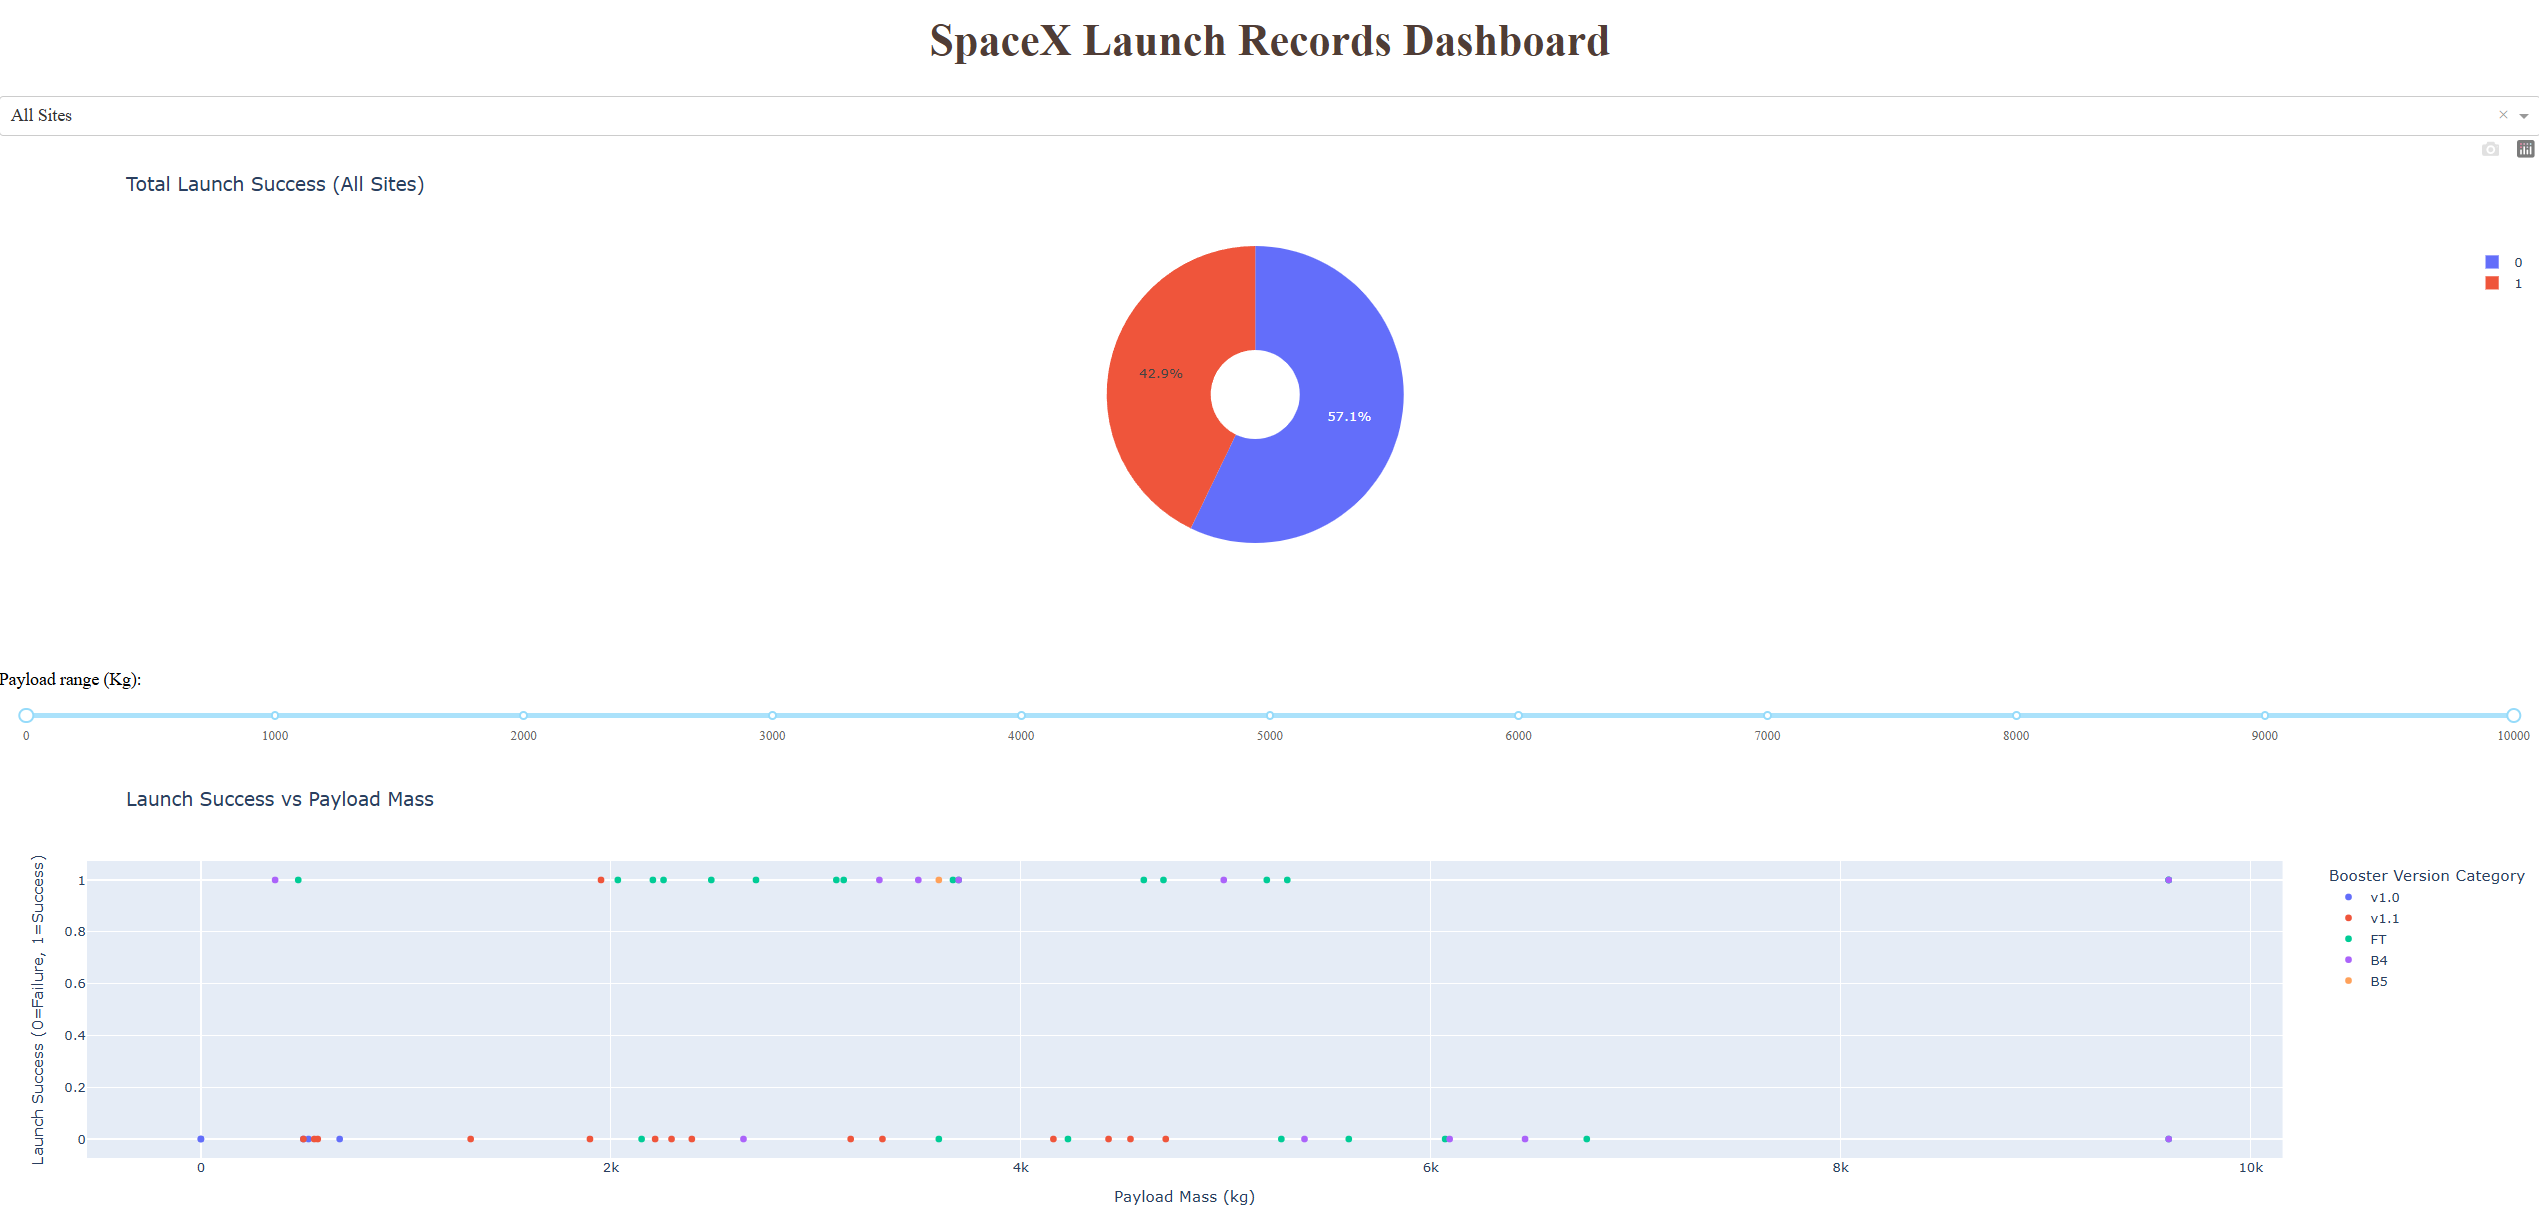 SpaceX Launch Records Dashboard
All Sites
×
Total Launch Success (All Sites)
0
1
42.9%
57.1%
Payload range (Kg):
0 1000 2000 3000 4000 5000 6000 7000 8000 9000 10000
Launch Success vs Payload Mass
Launch Success (0=Failure, 1=Success)
1
0.8
0.6
0.4
0.2
0
0 2k 4k 6k 8k 10k
Payload Mass (kg)
Booster Version Category
v1.0
v1.1
FT
B4
B5